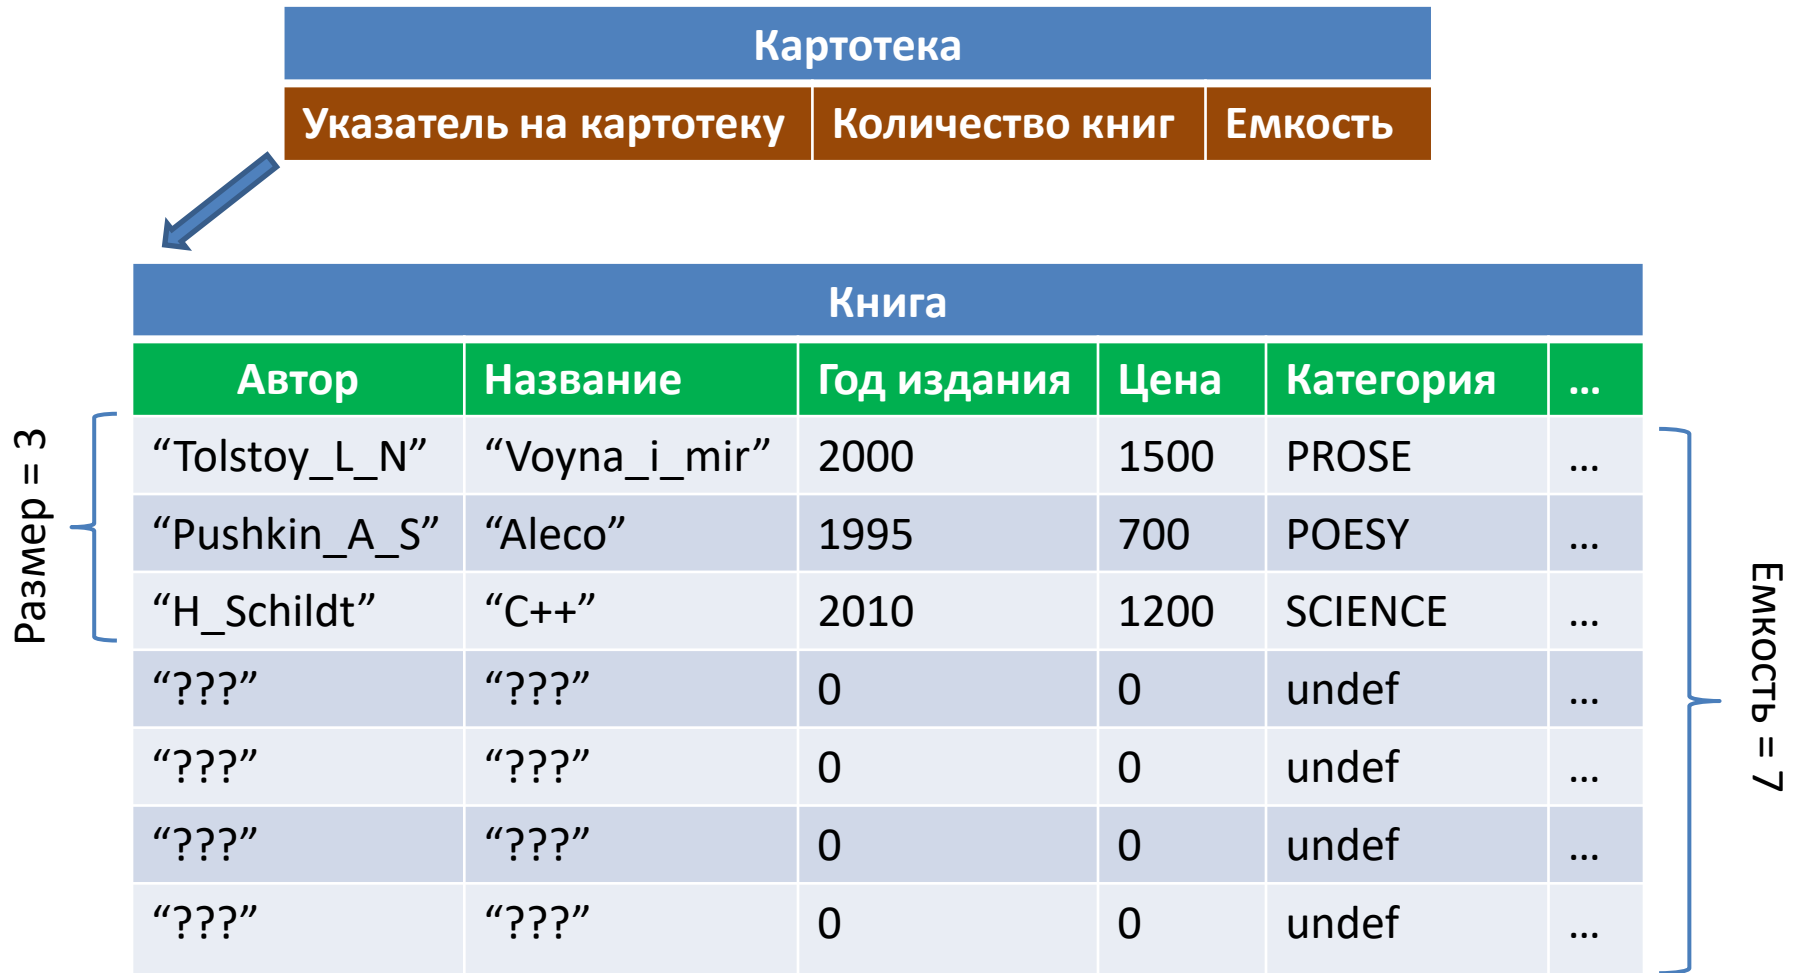 Картотека
Указатель на картотеку Количество книг Емкость
Книга
Автор Название Год издания Цена Категория ...
Размер = 3
“Tolstoy_L_N” “Voyna_i_mir” 2000 1500 PROSE ...
“Pushkin_A_S” “Aleco” 1995 700 POESY ...
“H_Schildt” “C++” 2010 1200 SCIENCE ...
“???” “???” 0 0 undef ...
“???” “???” 0 0 undef ...
“???” “???” 0 0 undef ...
“???” “???” 0 0 undef ...
Емкость = 7